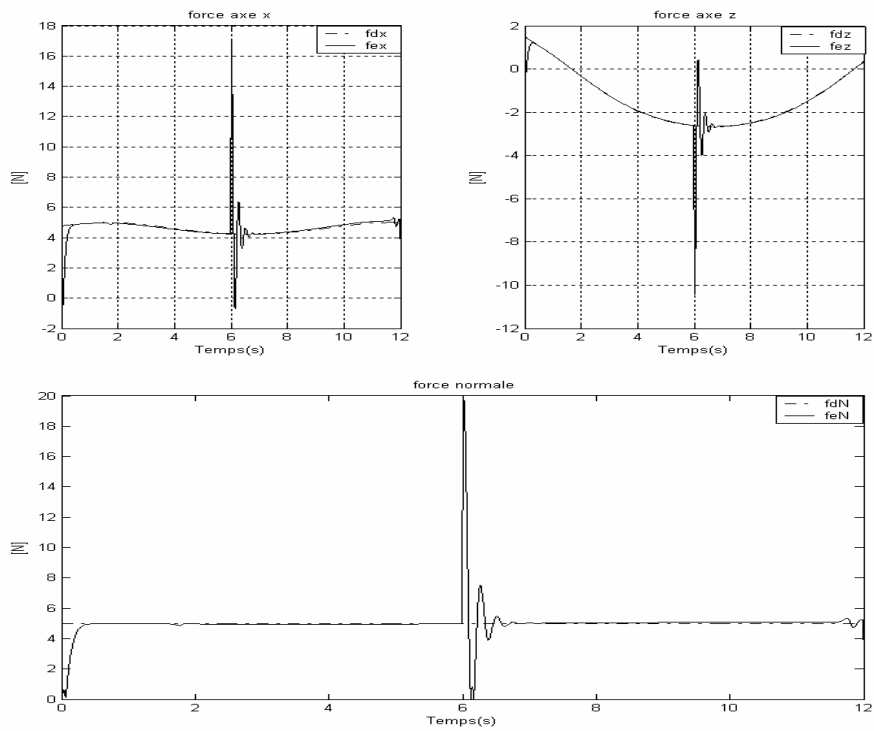 force axe x
fdx
fex
18
16
14
12
10
8
6
4
2
0
-2
[N]
0 2 4 6 8 10 12
Temps(s)
force axe z
fdz
fez
2
0
-2
-4
-6
-8
-10
-12
[N]
0 2 4 6 8 10 12
Temps(s)
force normale
fdN
feN
20
18
16
14
12
10
8
6
4
2
0
[N]
0 2 4 6 8 10 12
Temps(s)